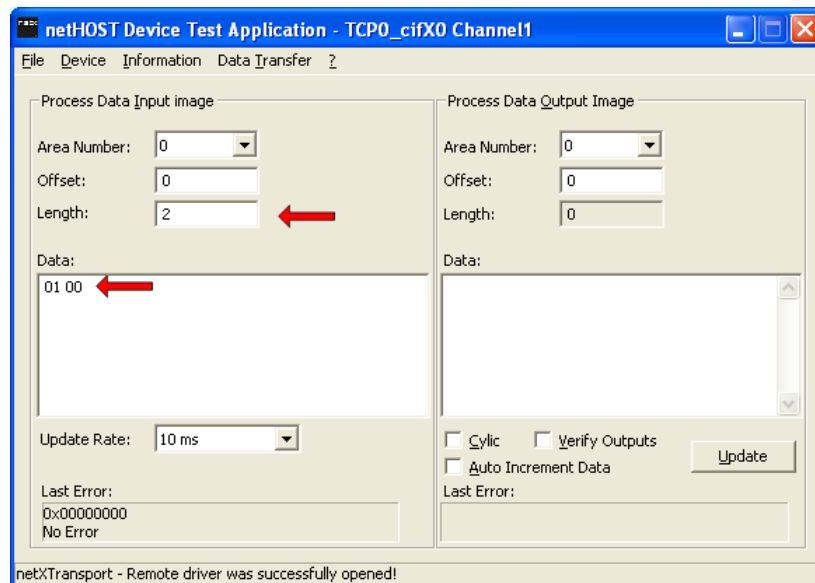 netHOST Device Test Application - TCP0_cifX0 Channel1
File Device Information Data Transfer ?
Process Data Input image
Area Number: 0
Offset: 0
Length: 2
Data:
01 00
Update Rate: 10 ms
Last Error:
0x00000000
No Error
Process Data Output Image
Area Number: 0
Offset: 0
Length: 0
Data:
Cylic Verify Outputs
Auto Increment Data
Update
Last Error:
netXTransport - Remote driver was successfully opened!